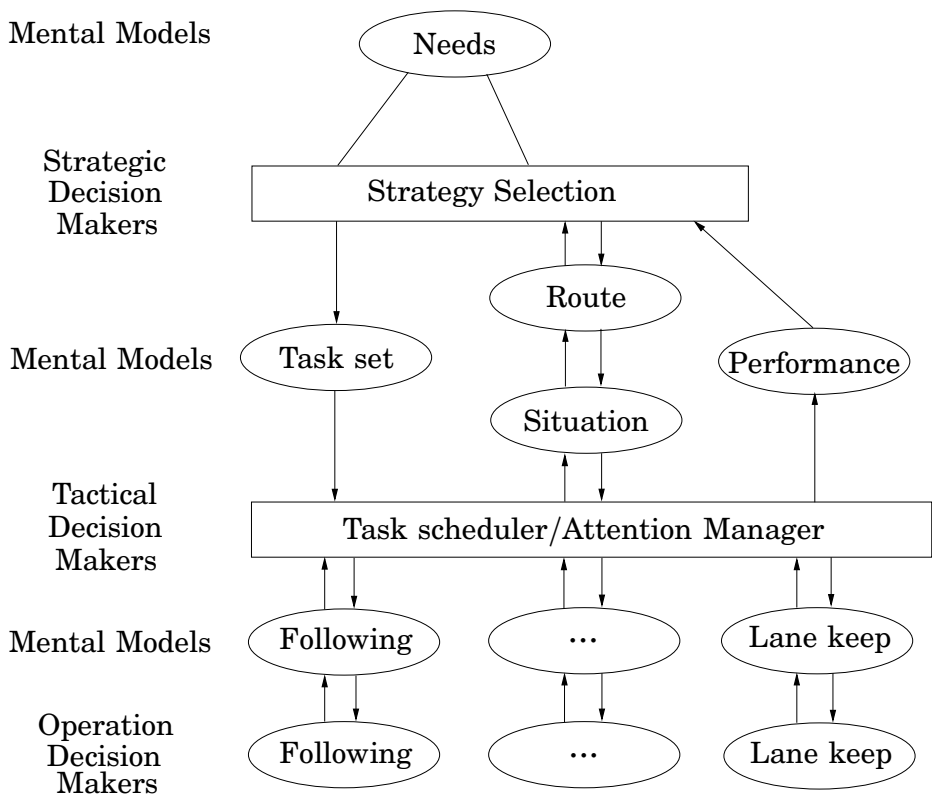 Mental Models
Needs
Strategic
Decision
Makers
Strategy Selection
Route
Mental Models
Task set
Performance
Situation
Tactical
Decision
Makers
Task scheduler/Attention Manager
Mental Models
Following
...
Lane keep
Operation
Decision
Makers
Following
...
Lane keep